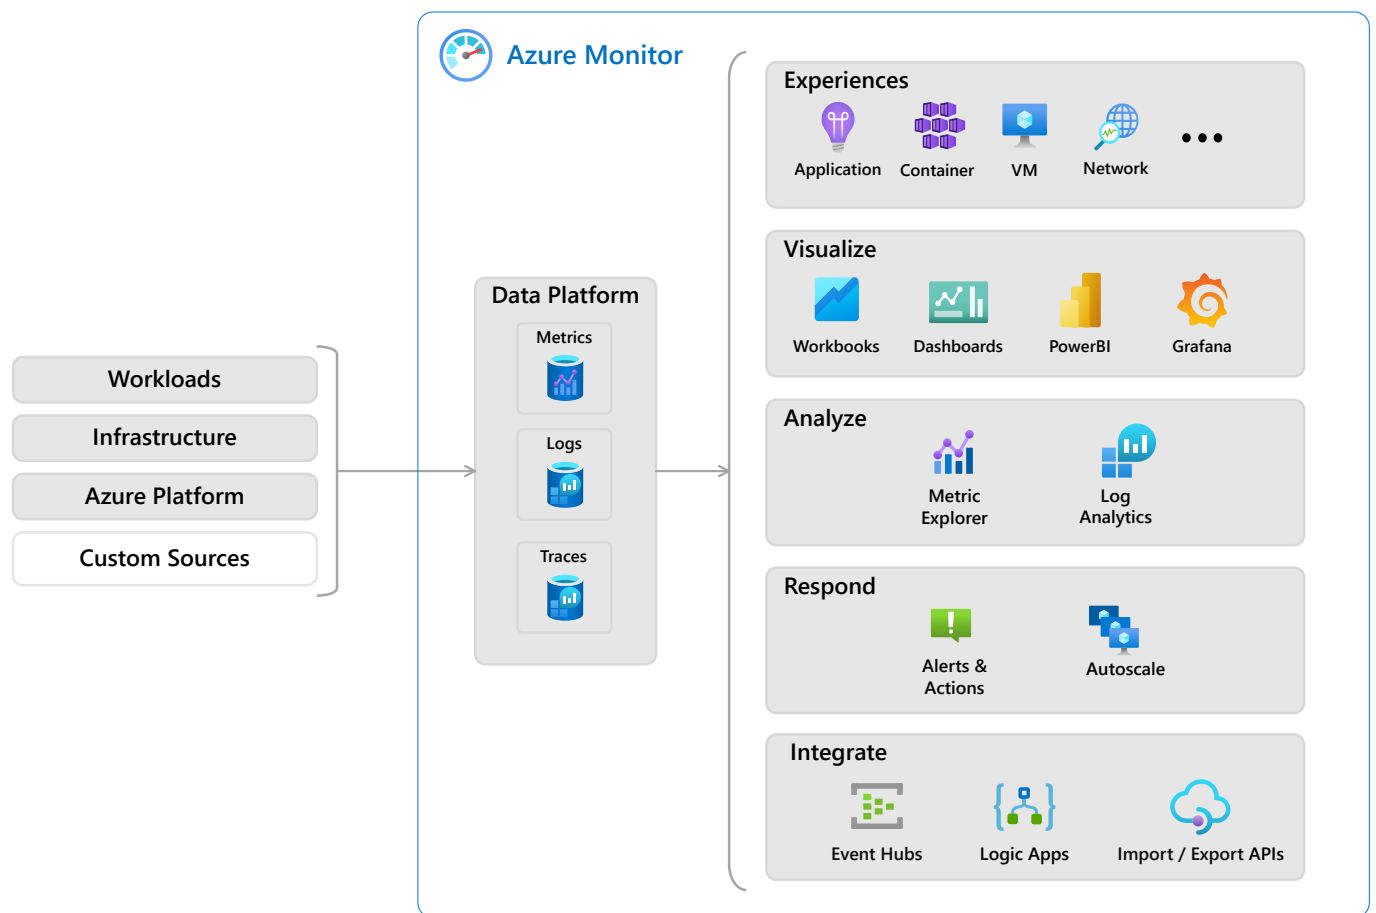 Azure Monitor
Workloads
Infrastructure
Azure Platform
Custom Sources
Data Platform
Metrics
Logs
Traces
Experiences
Application
Container
VM
Network
Visualize
Workbooks
Dashboards
PowerBI
Grafana
Analyze
Metric
Explorer
Log
Analytics
Respond
Alerts &
Actions
Autoscale
Integrate
Event Hubs
Logic Apps
Import / Export APIs